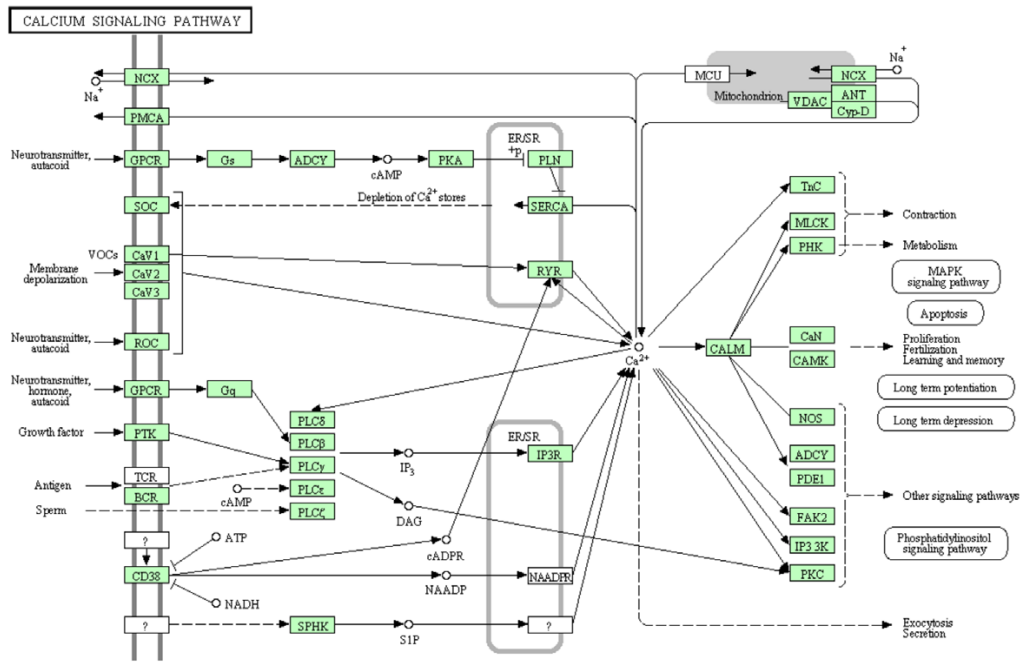 CALCIUM SIGNALING PATHWAY
NCX
Na+
PMCA
MCU
Mitochondrion
NCX
Na+
VDAC
ANT
Cyp-D
Neurotransmitter,
autacoid
GPCR
Gs
ADCY
cAMP
PKA
ER/SR
+p
PLN
SOC
Depletion of Ca2+ stores
SERCA
VOCs
CaV1
Membrane
depolarization
CaV2
CaV3
RYR
Neurotransmitter,
autacoid
ROC
Ca2+
CALM
TnC
MLCK
PHK
Contraction
Metabolism
MAPK
signalng pathway
Apoptosis
CaN
CAMK
Proliferation
Fertilization
Learning and memory
Long term potentiation
Long term depression
Neurotransmitter,
hormone,
autacoid
GPCR
Gq
PLCδ
PLCβ
PLCγ
PLCε
PLCζ
Growth factor
PTK
Antigen
TCR
BCR
cAMP
Sperm
IP3
DAG
ER/SR
IP3R
NOS
ADCY
PDE1
FAK2
IP3 3K
PKC
Other signaling pathways
Phosphatidylinositol
signaling pathway
?
ATP
CD38
cADPR
NAADP
NAADPR
NADH
?
SPHK
S1P
?
Exocytosis
Secretion